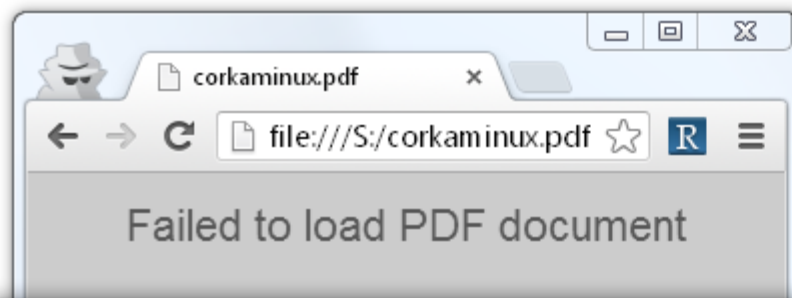 corkaminux.pdf
file:///S:/corkaminux.pdf
R
Failed to load PDF document